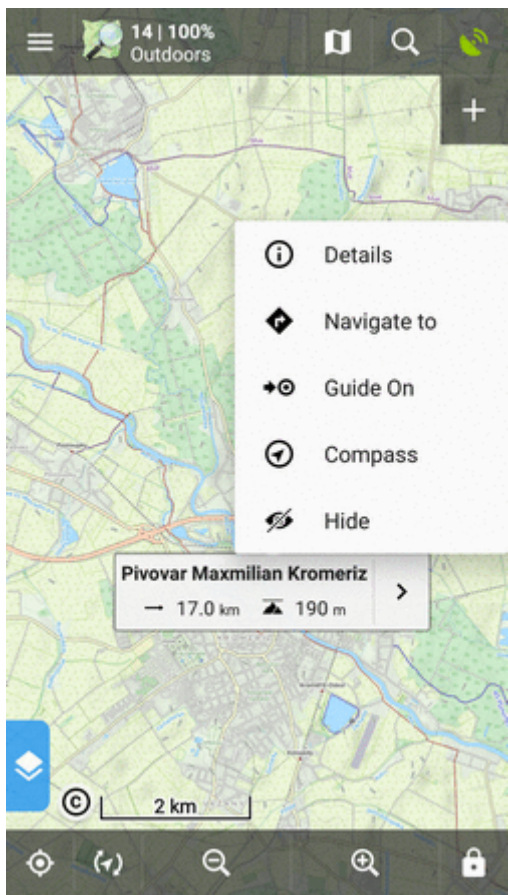 14 | 100%
Outdoors
Details
Navigate to
Guide On
Compass
Hide
Pivovar Maxmilian Kromeriz
17.0 km 190 m
© 2 km